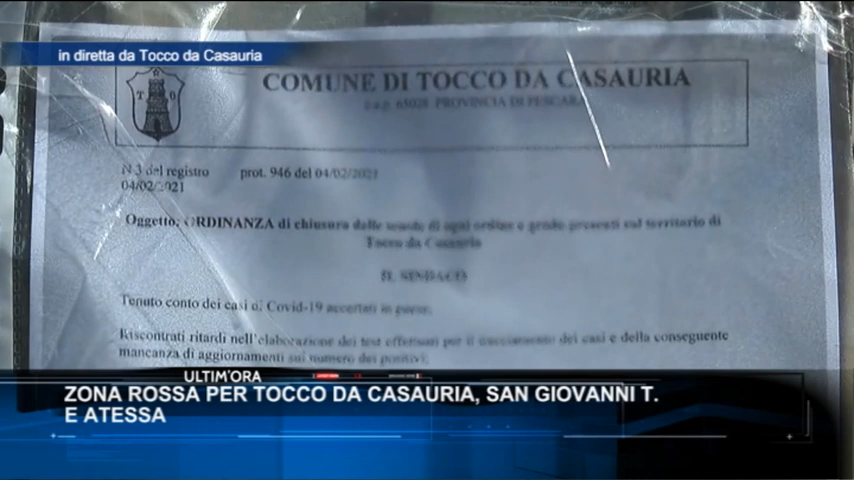 in diretta da Tocco da Casauria
COMUNE DI TOCCO DA CASAURIA
c.a.p. 65028 PROVINCIA DI PESCARA
T O
N 3 del registro prot. 946 del 04/02/2021
04/02/2021
Oggetto: ORDINANZA di chiusura delle scuole di ogni ordine e grado presenti sul territorio di
Tocco da Casauria
IL SINDACO
Tenuto conto dei casi di Covid-19 accertati in paese,
Riscontrati ritardi nell'elaborazione dei test effettuati per il tracciamento dei casi e della conseguente
mancanza di aggiornamenti sul numero dei positivi;
ULTIM'ORA
ZONA ROSSA PER TOCCO DA CASAURIA, SAN GIOVANNI T.
E ATESSA